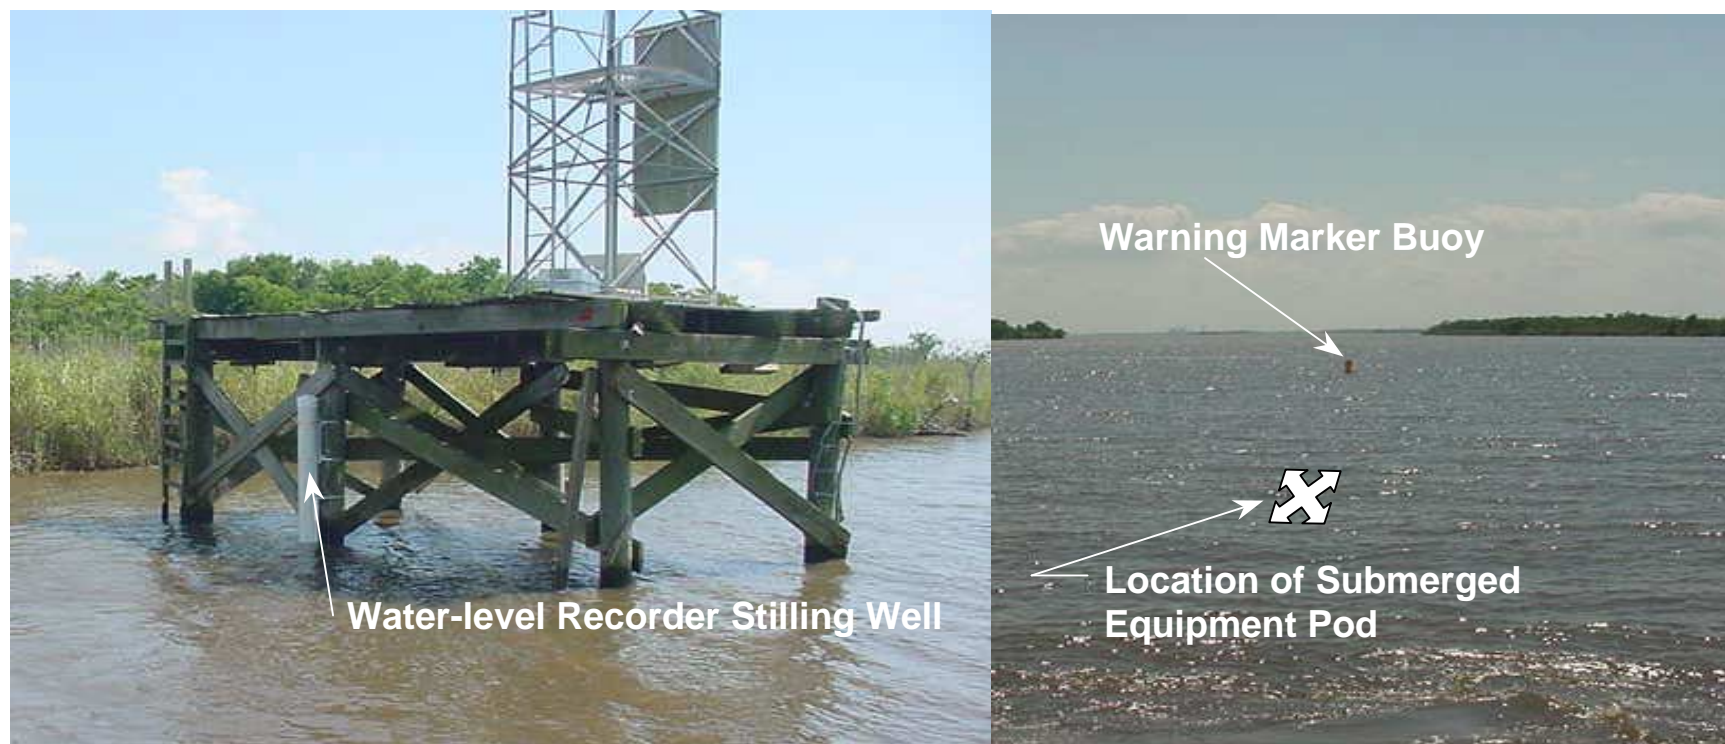 Water-level Recorder Stilling Well
Warning Marker Buoy
Location of Submerged
Equipment Pod